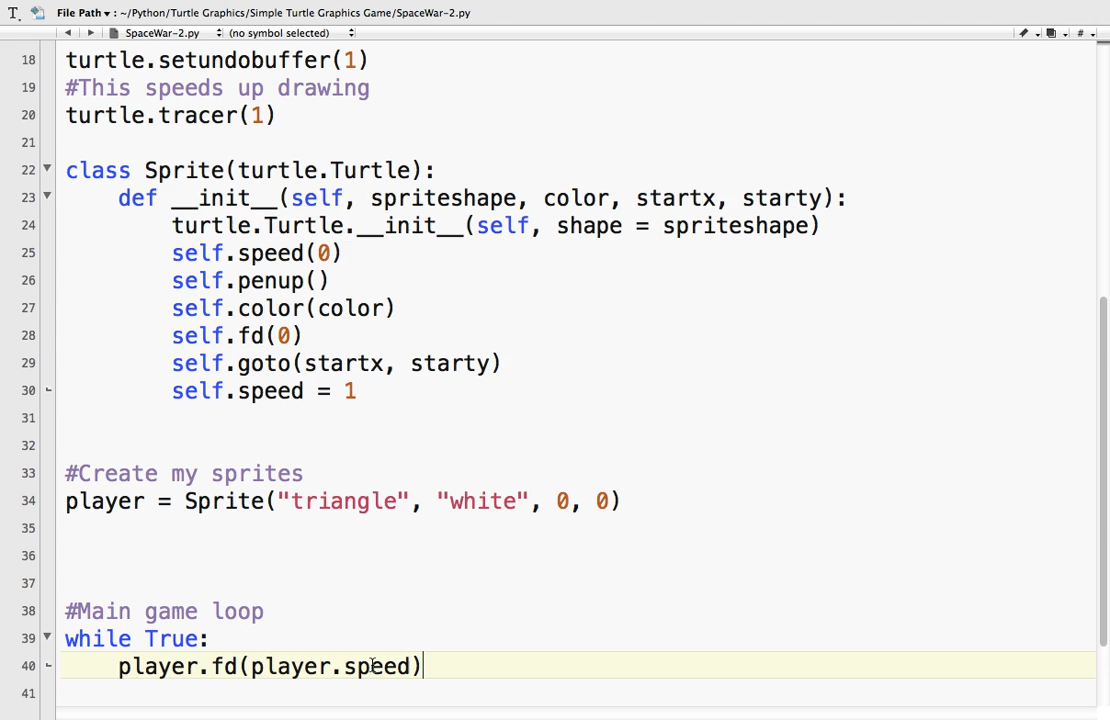 File Path ▾ : ~/Python/Turtle Graphics/Simple Turtle Graphics Game/SpaceWar-2.py
SpaceWar-2.py (no symbol selected) #
18 turtle.setundobuffer(1)
19 #This speeds up drawing
20 turtle.tracer(1)
21
22 class Sprite(turtle.Turtle):
23 def __init__(self, spriteshape, color, startx, starty):
24 turtle.Turtle.__init__(self, shape = spriteshape)
25 self.speed(0)
26 self.penup()
27 self.color(color)
28 self.fd(0)
29 self.goto(startx, starty)
30 self.speed = 1
31
32
33 #Create my sprites
34 player = Sprite("triangle", "white", 0, 0)
35
36
37
38 #Main game loop
39 while True:
40 player.fd(player.speed)
41